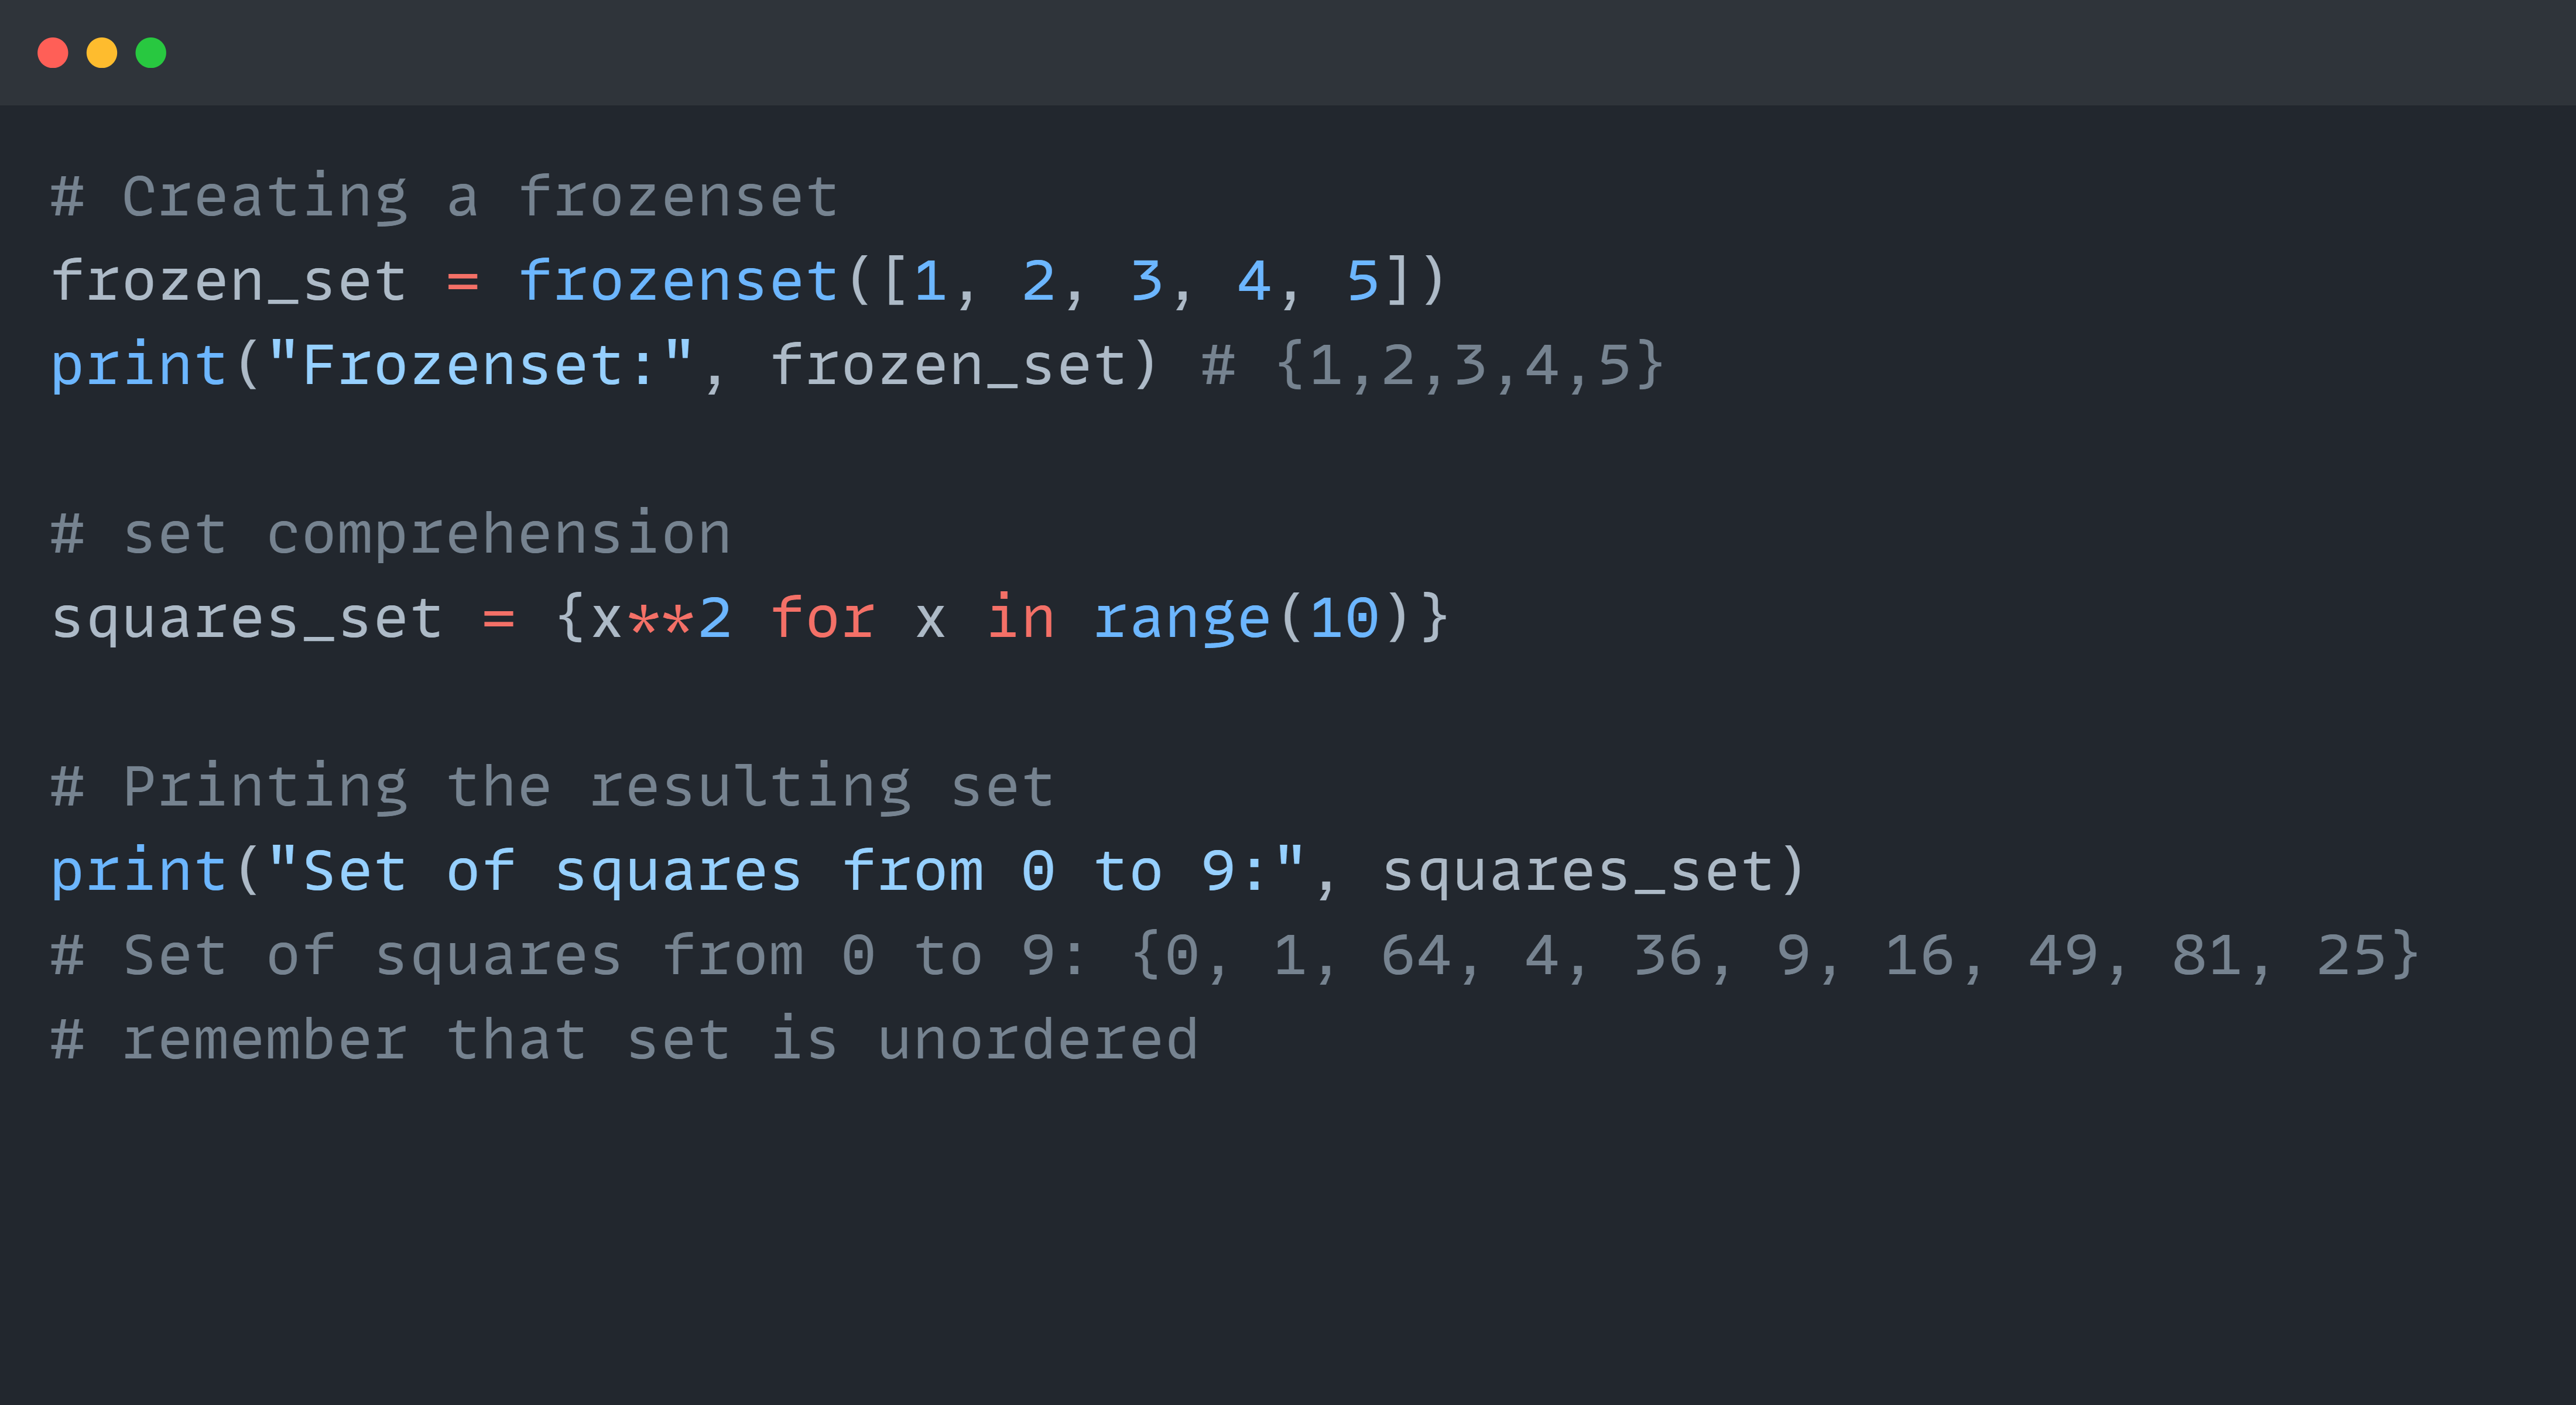 # Creating a frozenset
frozen_set = frozenset([1, 2, 3, 4, 5])
print("Frozenset:", frozen_set) # {1,2,3,4,5}
# set comprehension
squares_set = {x**2 for x in range(10)}
# Printing the resulting set
print("Set of squares from 0 to 9:", squares_set)
# Set of squares from 0 to 9: {0, 1, 64, 4, 36, 9, 16, 49, 81, 25}
# remember that set is unordered